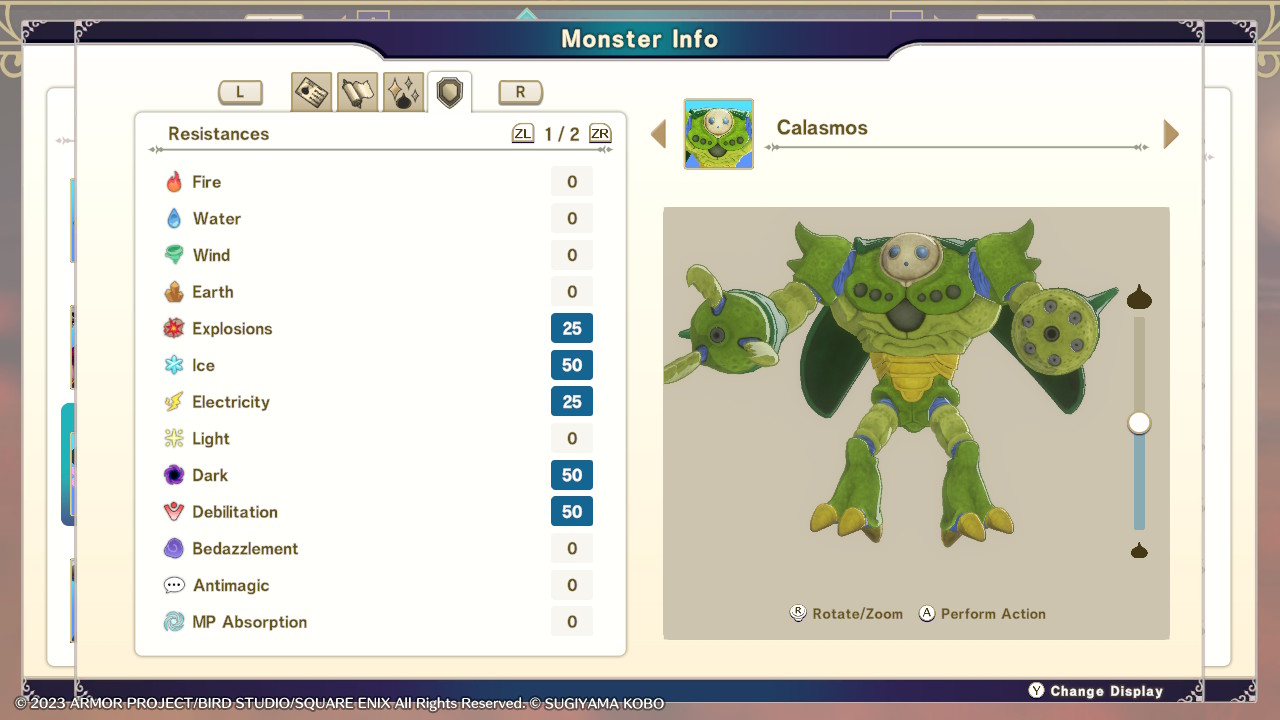 Monster Info
L
R
Resistances
ZL 1 / 2 ZR
Fire 0
Water 0
Wind 0
Earth 0
Explosions 25
Ice 50
Electricity 25
Light 0
Dark 50
Debilitation 50
Bedazzlement 0
Antimagic 0
MP Absorption 0
Calasmos
R Rotate/Zoom A Perform Action
Y Change Display
© 2023 ARMOR PROJECT/BIRD STUDIO/SQUARE ENIX All Rights Reserved. © SUGIYAMA KOBO